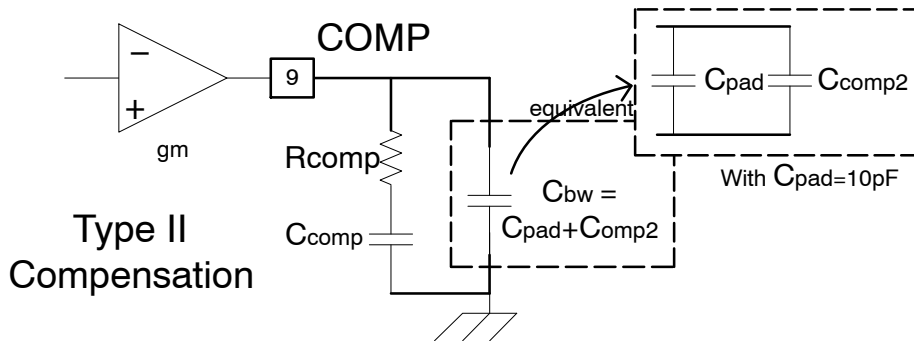 COMP
−
+
9
gm
Rcomp
Ccomp
Type II
Compensation
equivalent
Cbw =
Cpad+Comp2
Cpad
Ccomp2
With Cpad=10pF